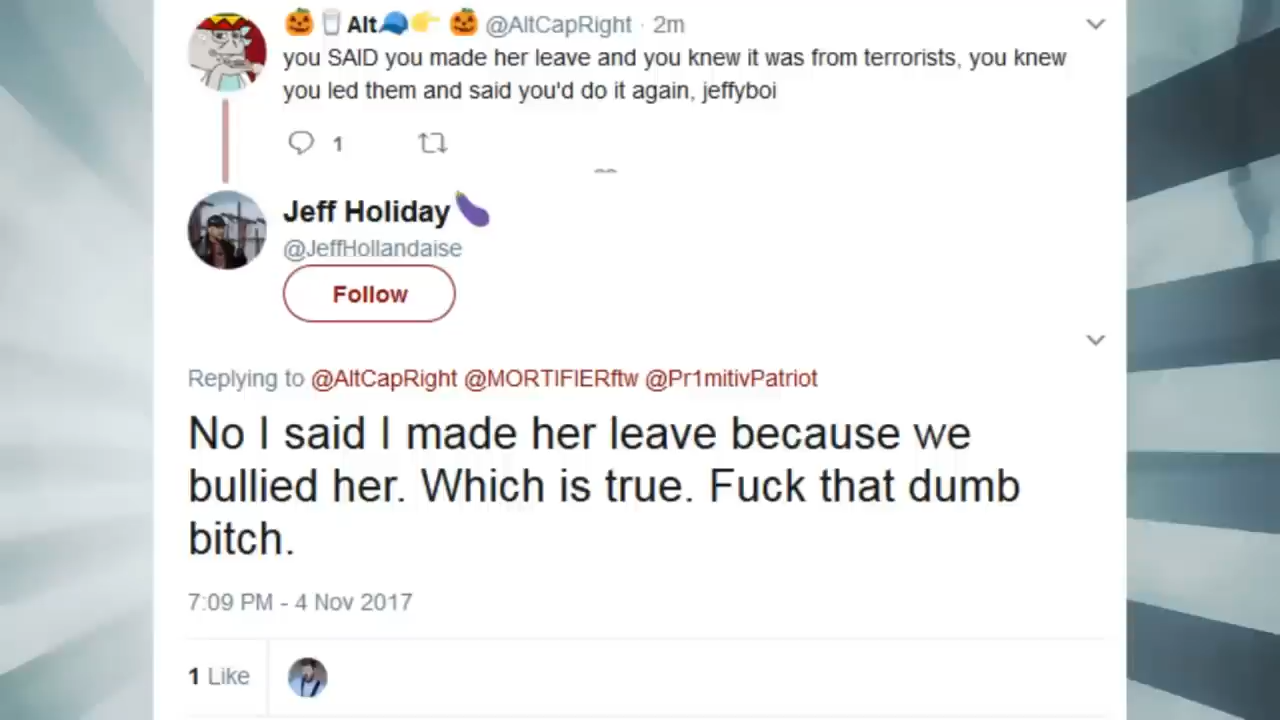 Alt @AltCapRight · 2m
you SAID you made her leave and you knew it was from terrorists, you knew
you led them and said you'd do it again, jeffyboi
1
Jeff Holiday
@JeffHollandaise
Follow
Replying to @AltCapRight @MORTIFIERftw @Pr1mitivPatriot
No I said I made her leave because we
bullied her. Which is true. Fuck that dumb
bitch.
7:09 PM - 4 Nov 2017
1 Like